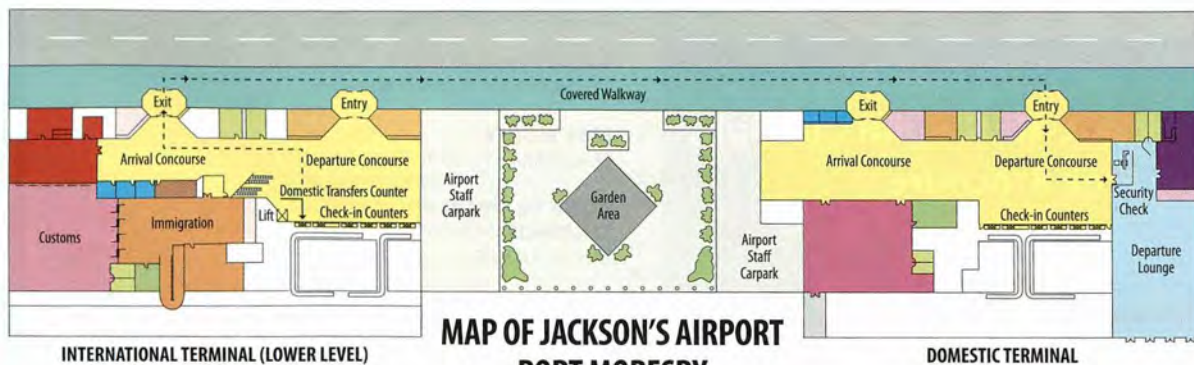 Exit
Entry
Covered Walkway
Exit
Entry
Arrival Concourse
Departure Concourse
Domestic Transfers Counter
Lift
Check-in Counters
Customs
Immigration
Airport
Staff
Carpark
Garden
Area
Airport
Staff
Carpark
Arrival Concourse
Departure Concourse
Security
Check
Check-in Counters
Departure
Lounge
MAP OF JACKSON'S AIRPORT
PORT MORESBY
INTERNATIONAL TERMINAL (LOWER LEVEL)
DOMESTIC TERMINAL